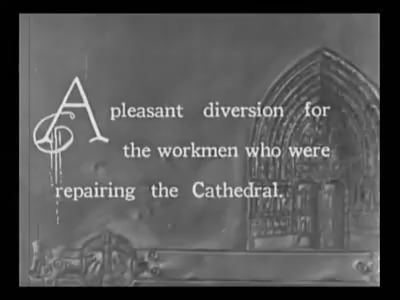 A pleasant diversion for
the workmen who were
repairing the Cathedral.